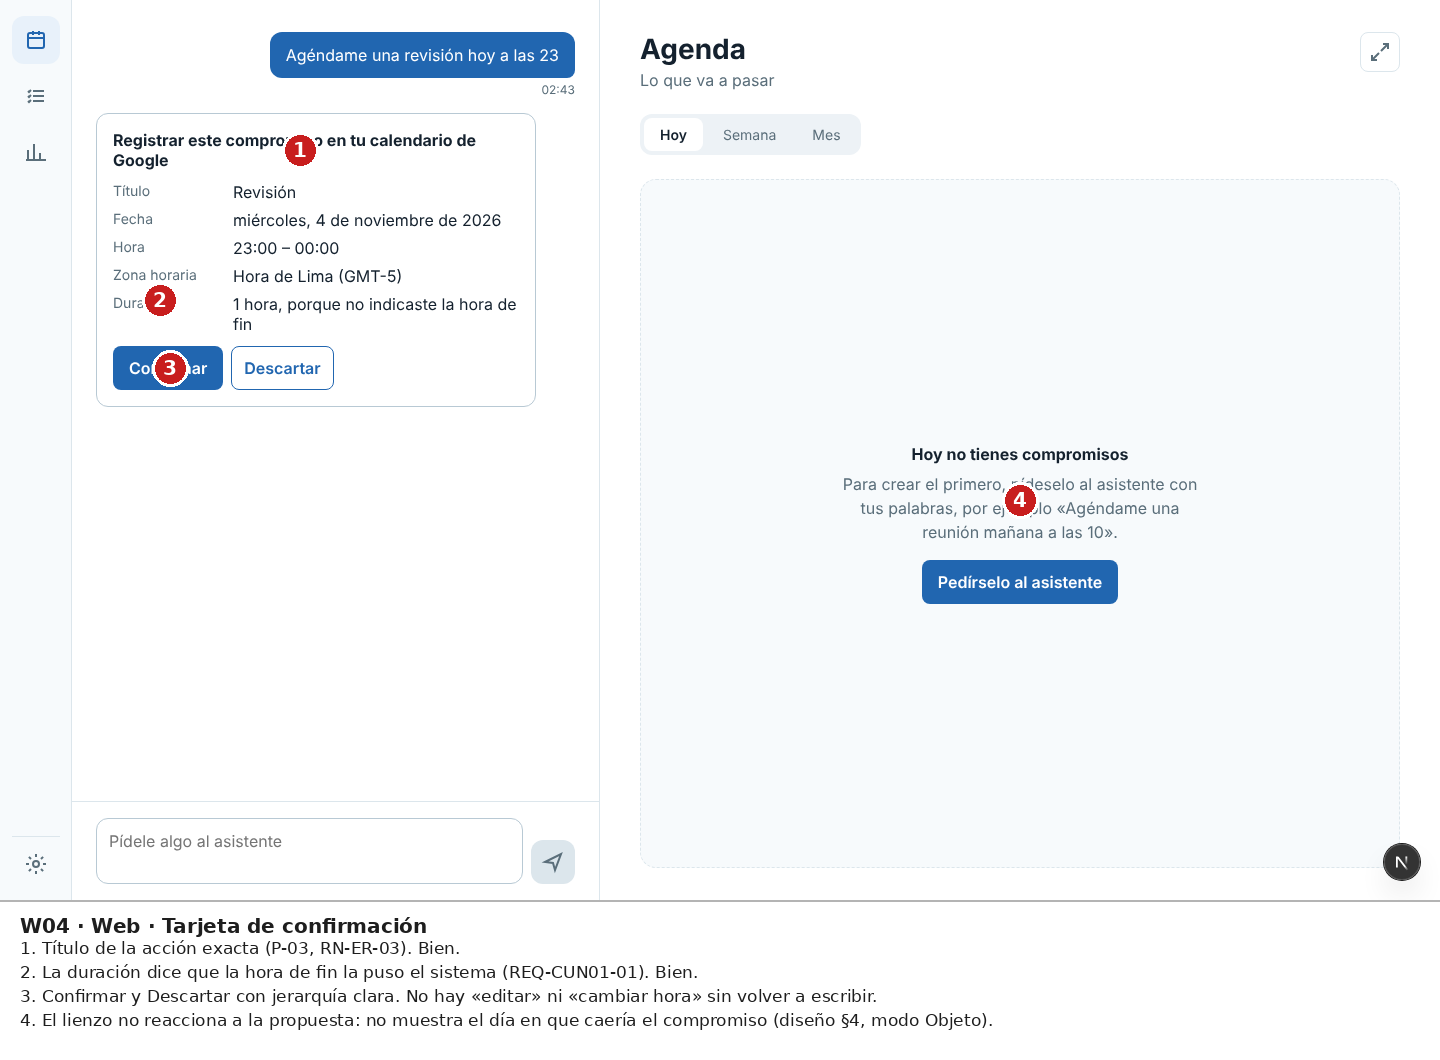 Agéndame una revisión hoy a las 23
02:43
Registrar este en tu calendario de
Google
1
Título Revisión
Fecha miércoles, 4 de noviembre de 2026
Hora 23:00 – 00:00
Zona horaria Hora de Lima (GMT-5)
2
1 hora, porque no indicaste la hora de
fin
3
Descartar
Pídele algo al asistente
Agenda
Lo que va a pasar
Hoy Semana Mes
Hoy no tienes compromisos
Para crear el primero, pídeselo al asistente con
4
tus palabras, por «Agéndame una
reunión mañana a las 10».
Pedírselo al asistente
N
W04 · Web · Tarjeta de confirmación
1. Título de la acción exacta (P-03, RN-ER-03). Bien.
2. La duración dice que la hora de fin la puso el sistema (REQ-CUN01-01). Bien.
3. Confirmar y Descartar con jerarquía clara. No hay «editar» ni «cambiar hora» sin volver a escribir.
4. El lienzo no reacciona a la propuesta: no muestra el día en que caería el compromiso (diseño §4, modo Objeto).